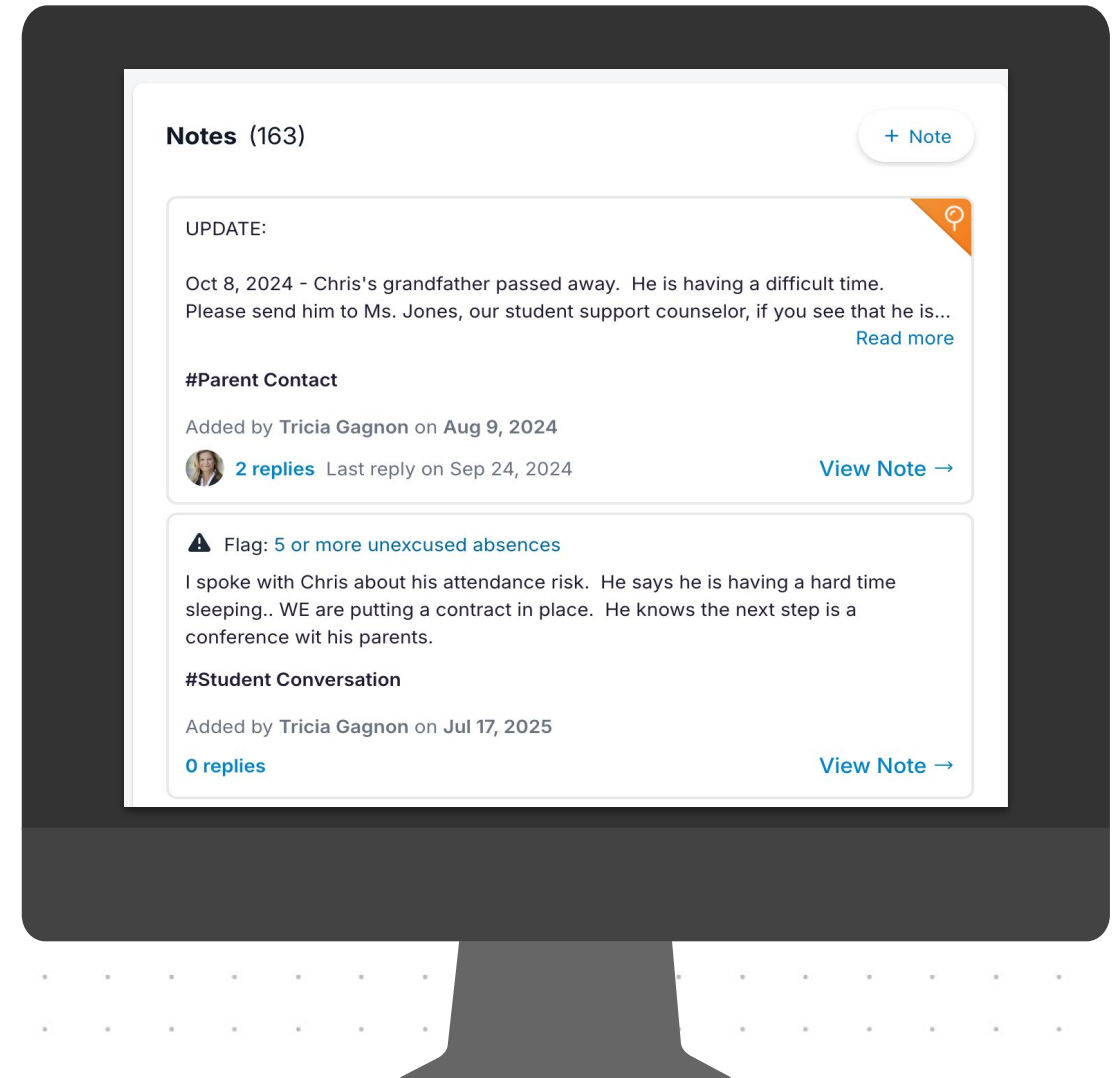 Notes (163)
+ Note
UPDATE:
Oct 8, 2024 - Chris's grandfather passed away.  He is having a difficult time.
Please send him to Ms. Jones, our student support counselor, if you see that he is...
Read more
#Parent Contact
Added by Tricia Gagnon on Aug 9, 2024
2 replies Last reply on Sep 24, 2024
View Note →
Flag: 5 or more unexcused absences
I spoke with Chris about his attendance risk.  He says he is having a hard time
sleeping.. WE are putting a contract in place.  He knows the next step is a
conference wit his parents.
#Student Conversation
Added by Tricia Gagnon on Jul 17, 2025
0 replies
View Note →